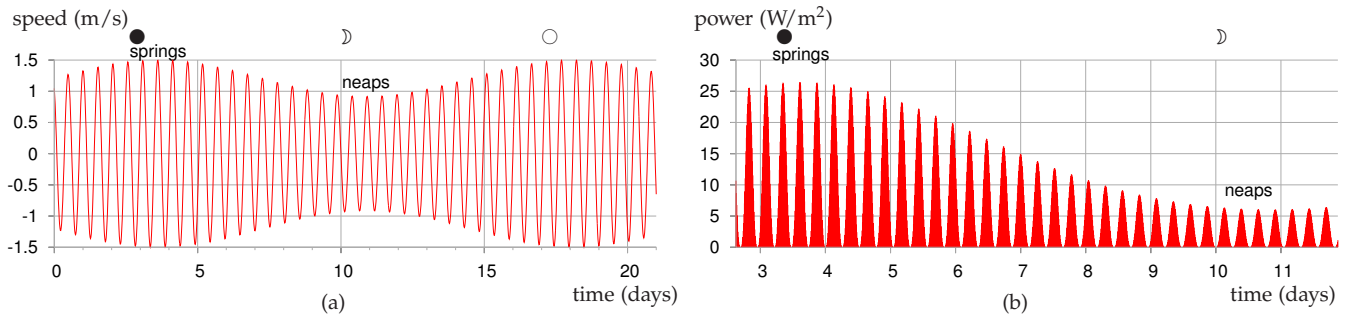 speed (m/s)
springs
1.5
neaps
1
0.5
0
-0.5
-1
-1.5
0 5 10 15 20
time (days)
(a)
power (W/m²)
springs
30
25
20
15
10
neaps
5
0
3 4 5 6 7 8 9 10 11
time (days)
(b)